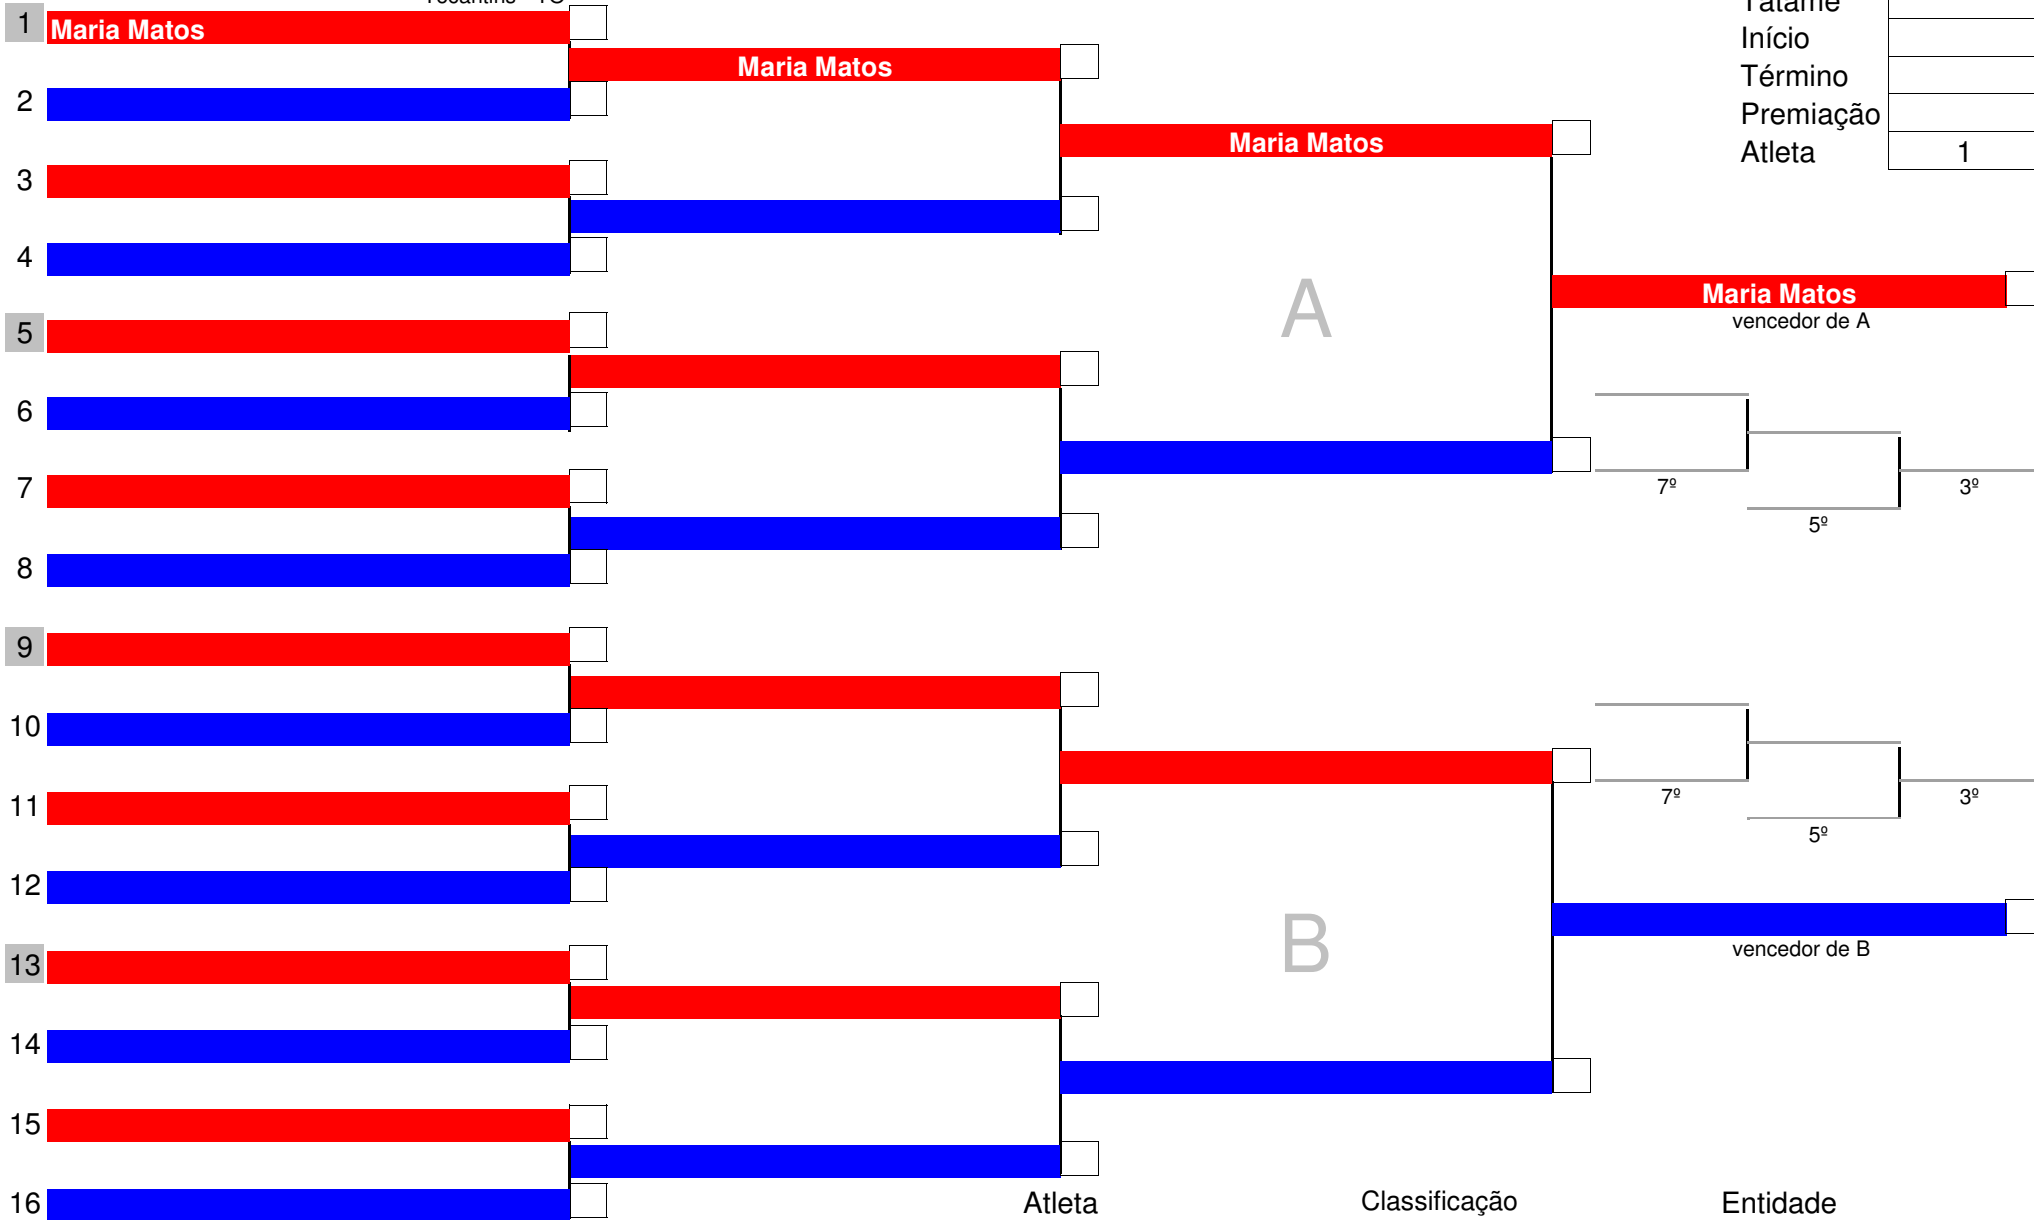 1 Maria Matos
Maria Matos
2
Maria Matos
3
4
5
6
7
8
A
Maria Matos
vencedor de A
7º
5º
3º
9
10
11
12
13
14
15
16
B
7º
5º
3º
vencedor de B
Tatame
Início
Término
Premiação
Atleta 1
Atleta Classificação Entidade